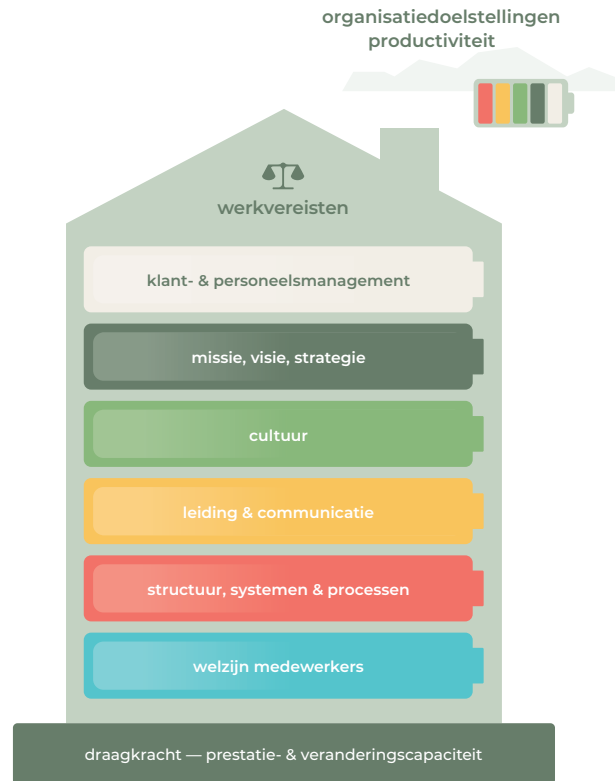 organisatiedoelstellingen
productiviteit
werkvereisten
klant- & personeelsmanagement
missie, visie, strategie
cultuur
leiding & communicatie
structuur, systemen & processen
welzijn medewerkers
draagkracht — prestatie- & veranderingscapaciteit